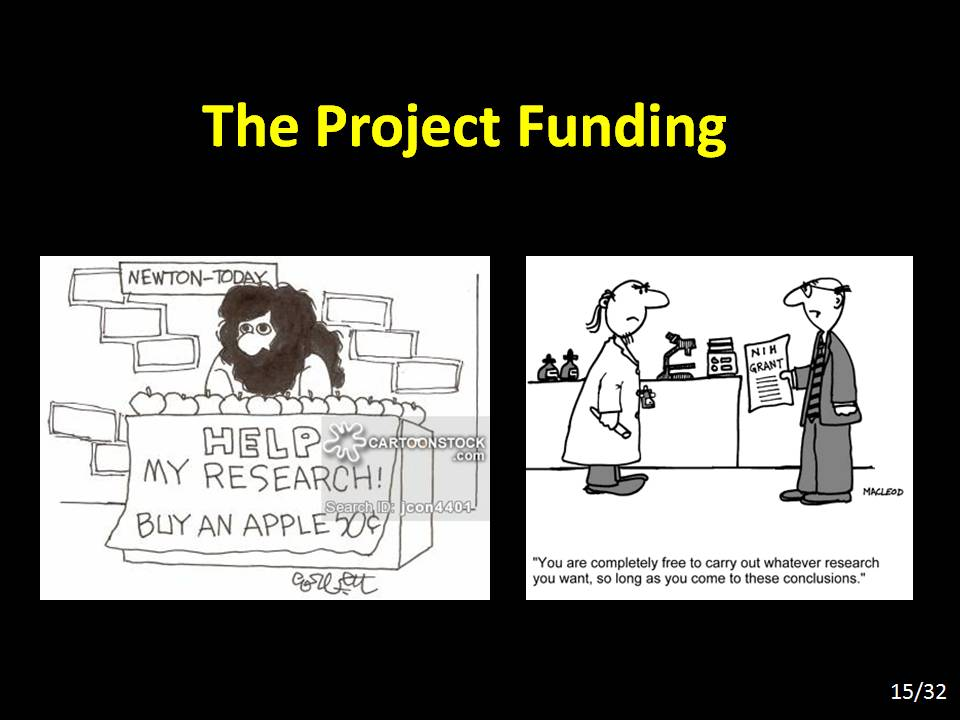 The Project Funding
NEWTON-TODAY
HELP
MY RESEARCH!
BUY AN APPLE 50¢
CARTOONSTOCK
.com
Search ID: jcon4401
NIH
GRANT
MACLEOD
"You are completely free to carry out whatever research
you want, so long as you come to these conclusions."
15/32